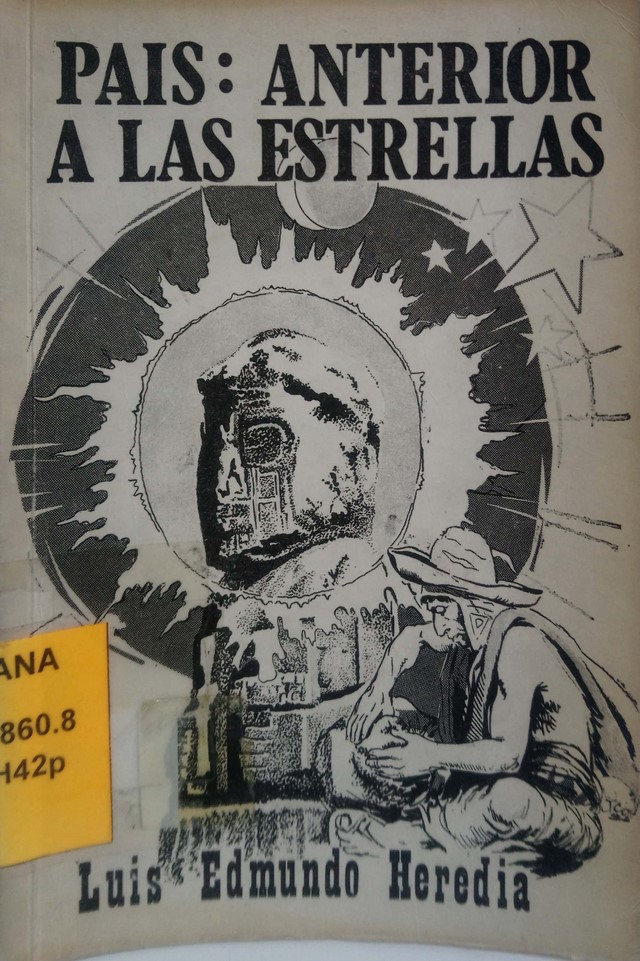 PAIS: ANTERIOR
A LAS ESTRELLAS
ANA
860.8
H42p
Luis Edmundo Heredia